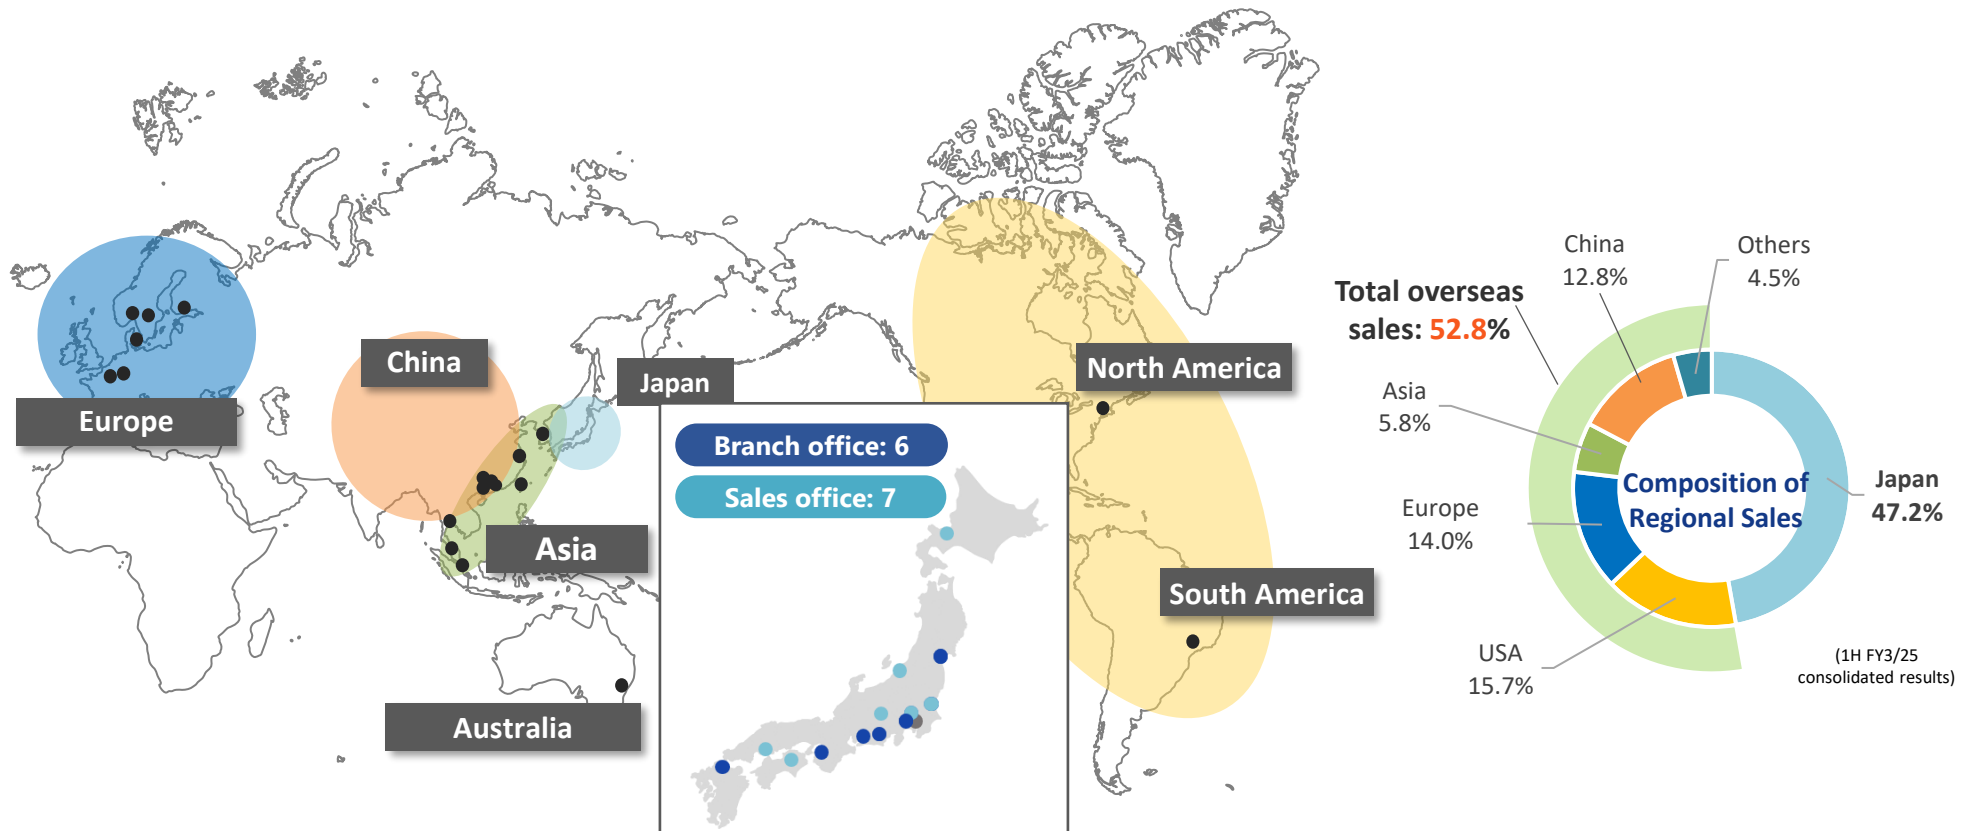 Europe
China
Japan
Asia
Australia
North America
South America
Branch office: 6
Sales office: 7
Total overseas
sales: 52.8%
China
12.8%
Others
4.5%
Asia
5.8%
Europe
14.0%
USA
15.7%
Japan
47.2%
Composition of
Regional Sales
(1H FY3/25
consolidated results)